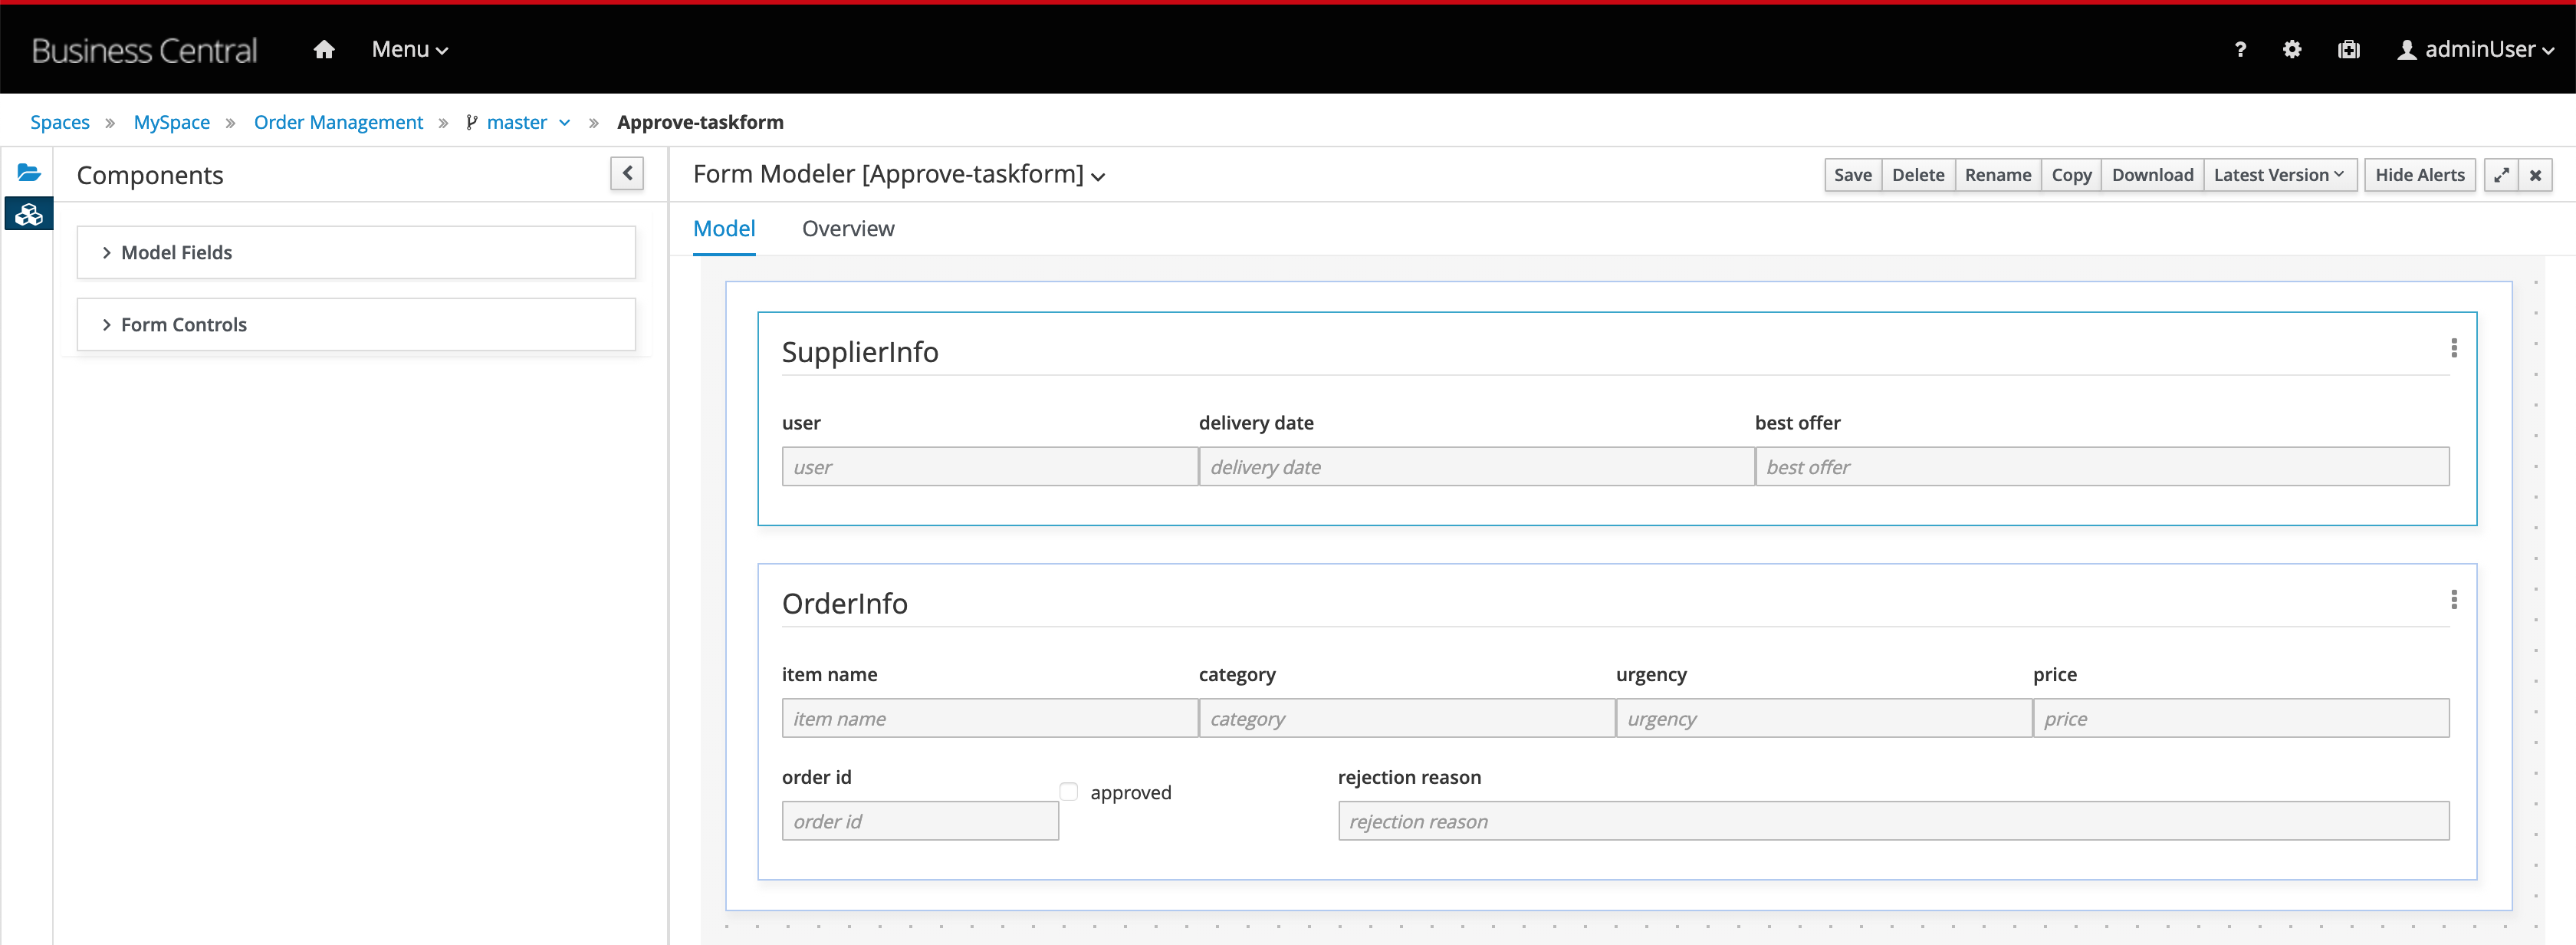 Business Central Menu ? adminUser
Spaces » MySpace » Order Management » master » Approve-taskform
Components
Form Modeler [Approve-taskform]
Save Delete Rename Copy Download Latest Version Hide Alerts
Model Overview
Model Fields
Form Controls
SupplierInfo
user delivery date best offer
user delivery date best offer
OrderInfo
item name category urgency price
item name category urgency price
order id approved rejection reason
order id rejection reason